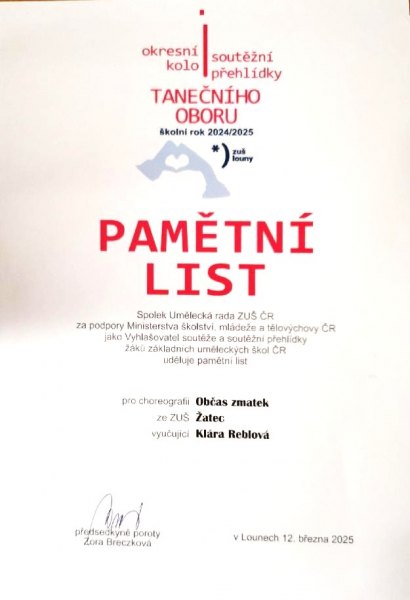 okresní
kolo
soutěžní
přehlídky
TANEČNÍHO
OBORU
školní rok 2024/2025
*) zuš
louny
PAMĚTNÍ
LIST
Spolek Umělecká rada ZUŠ ČR
za podpory Ministerstva školství, mládeže a tělovýchovy ČR
jako Vyhlašovatel soutěže a soutěžní přehlídky
žáků základních uměleckých škol ČR
uděluje pamětní list
pro choreografii Občas zmatek
ze ZUŠ Žatec
vyučující Klára Reblová
předsedkyně poroty
Zora Breczková
v Lounech 12. března 2025